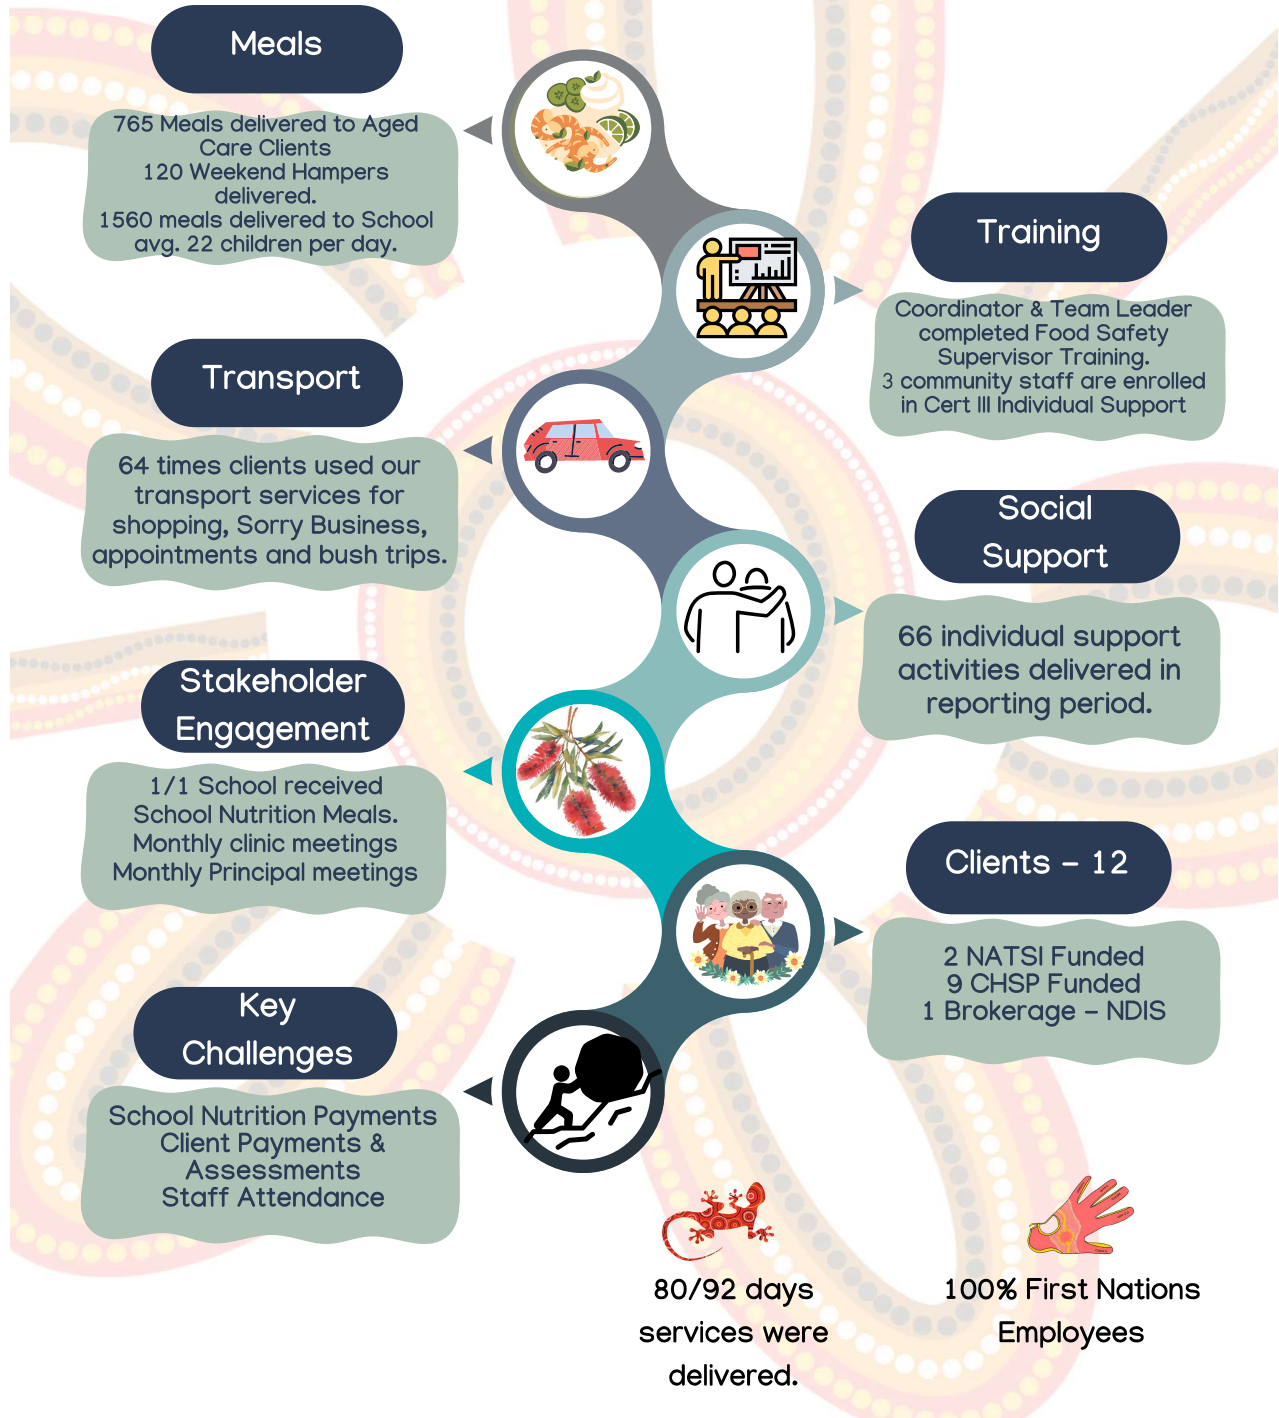 Meals
765 Meals delivered to Aged
Care Clients
120 Weekend Hampers
delivered.
1560 meals delivered to School
avg. 22 children per day.
Training
Coordinator & Team Leader
completed Food Safety
Supervisor Training.
3 community staff are enrolled
in Cert III Individual Support
Transport
64 times clients used our
transport services for
shopping, Sorry Business,
appointments and bush trips.
Social
Support
66 individual support
activities delivered in
reporting period.
Stakeholder
Engagement
1/1 School received
School Nutrition Meals.
Monthly clinic meetings
Monthly Principal meetings
Clients - 12
2 NATSI Funded
9 CHSP Funded
1 Brokerage - NDIS
Key
Challenges
School Nutrition Payments
Client Payments &
Assessments
Staff Attendance
80/92 days
services were
delivered.
100% First Nations
Employees